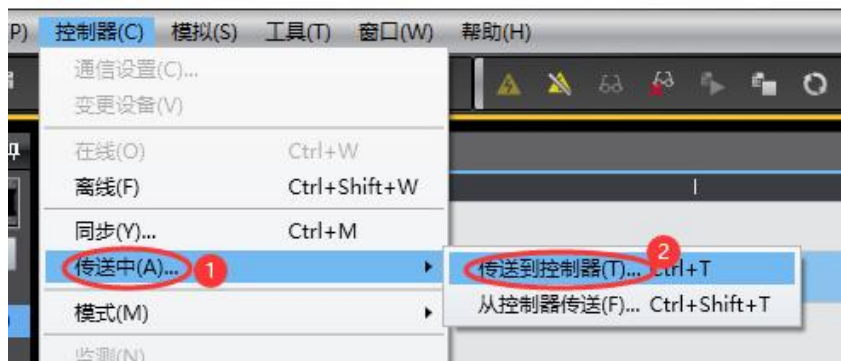 P) 控制器(C) 模拟(S) 工具(T) 窗口(W) 帮助(H)
通信设置(C)...
变更设备(V)
在线(O) Ctrl+W
离线(F) Ctrl+Shift+W
同步(Y)... Ctrl+M
传送中(A)... 1
传送到控制器(T)... Ctrl+T 2
从控制器传送(F)... Ctrl+Shift+T
模式(M)
监测(N)